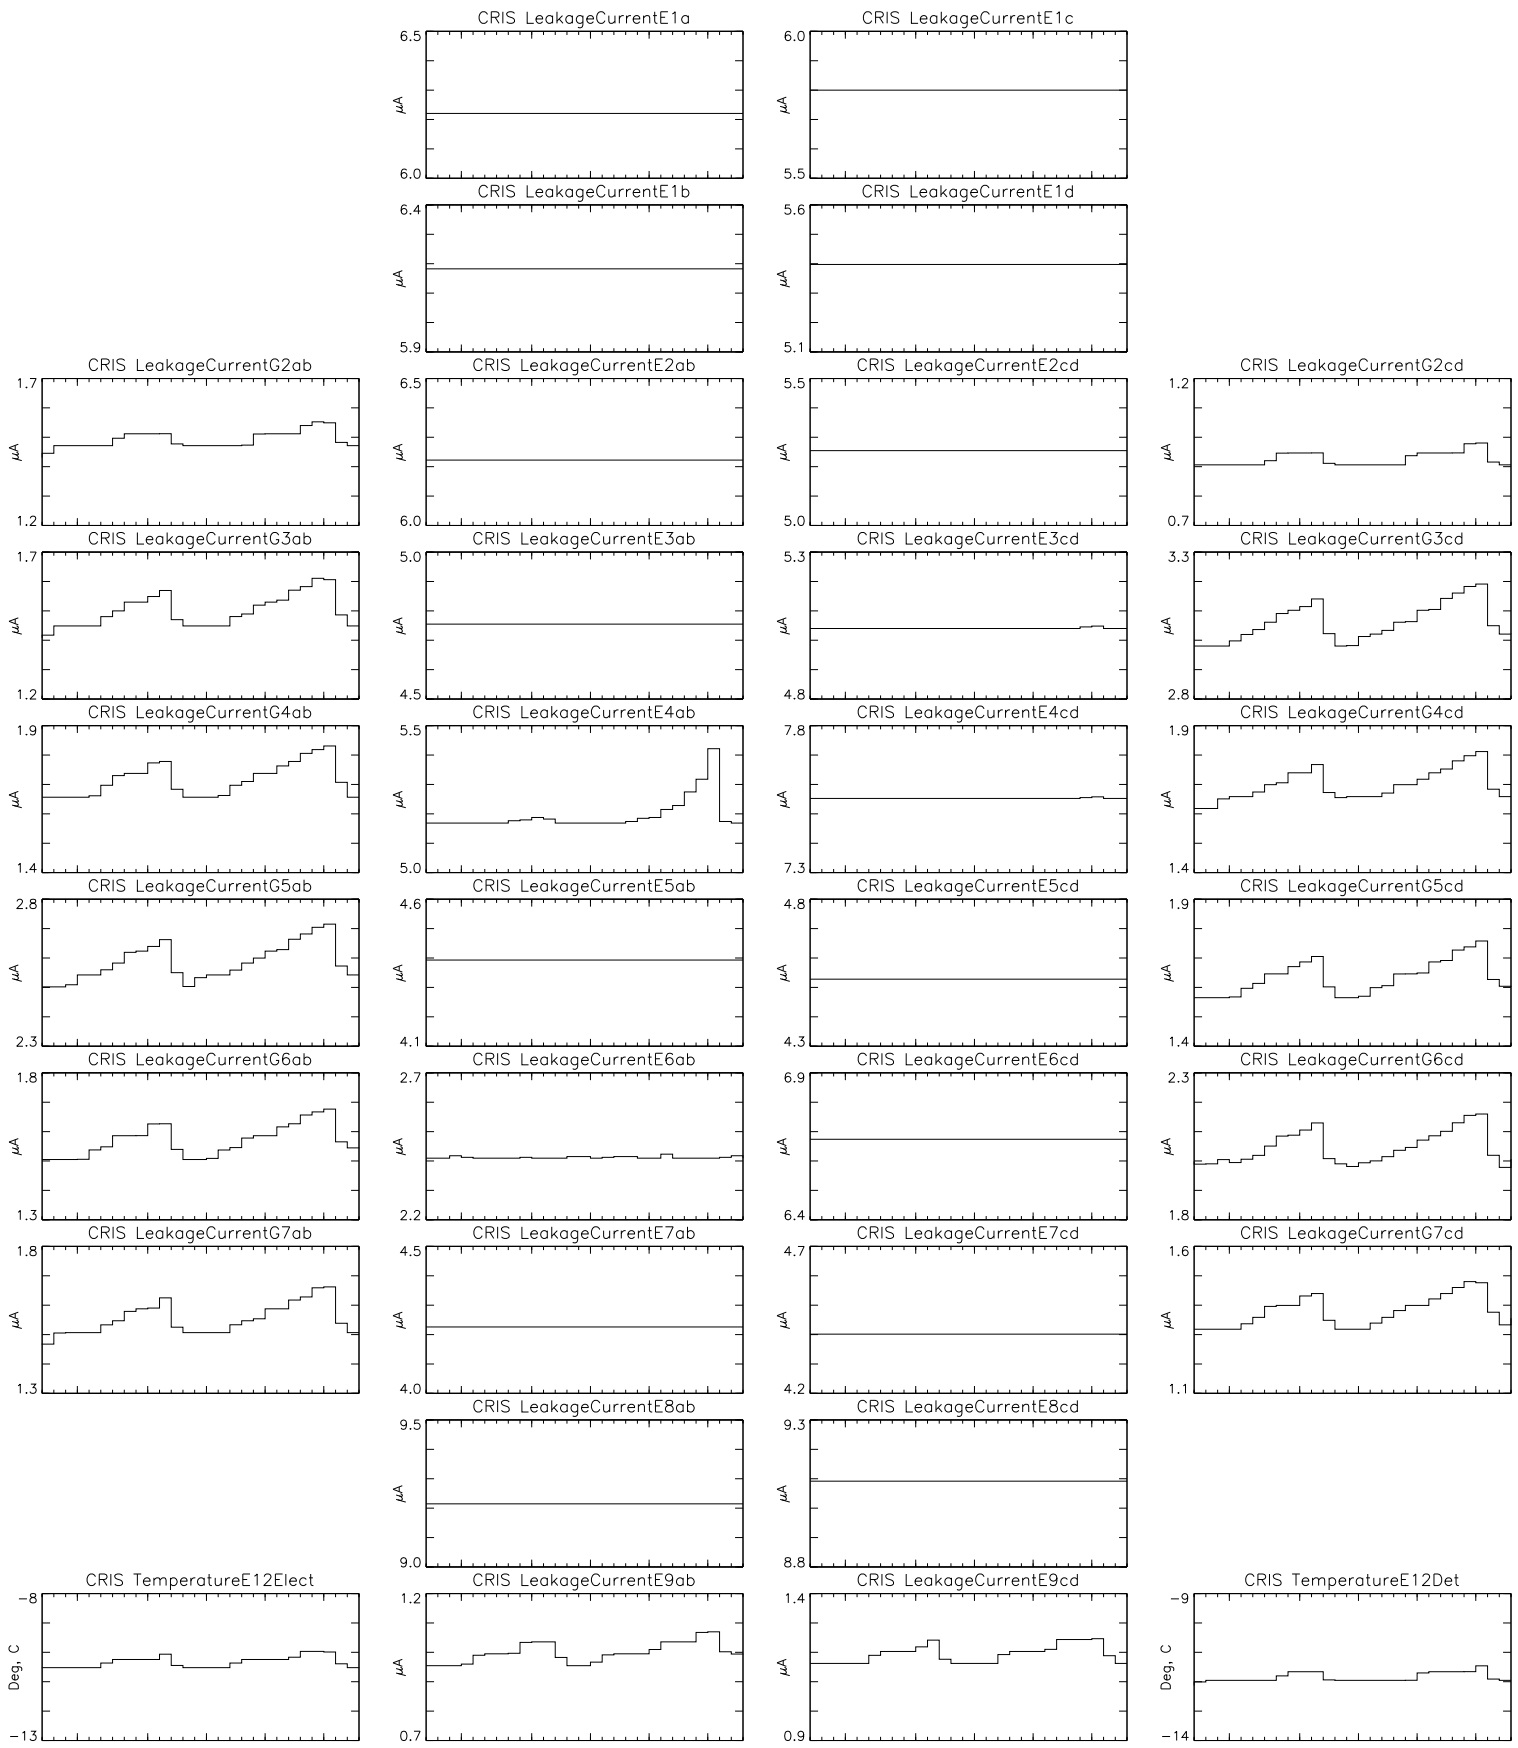 CRIS LeakageCurrentE1a
CRIS LeakageCurrentE1c
6.5
μA
6.0
6.0
μA
5.5
CRIS LeakageCurrentE1b
CRIS LeakageCurrentE1d
6.4
μA
5.9
5.6
μA
5.1
CRIS LeakageCurrentG2ab
CRIS LeakageCurrentE2ab
CRIS LeakageCurrentE2cd
CRIS LeakageCurrentG2cd
1.7
μA
1.2
6.5
μA
6.0
5.5
μA
5.0
1.2
μA
0.7
CRIS LeakageCurrentG3ab
CRIS LeakageCurrentE3ab
CRIS LeakageCurrentE3cd
CRIS LeakageCurrentG3cd
1.7
μA
1.2
5.0
μA
4.5
5.3
μA
4.8
3.3
μA
2.8
CRIS LeakageCurrentG4ab
CRIS LeakageCurrentE4ab
CRIS LeakageCurrentE4cd
CRIS LeakageCurrentG4cd
1.9
μA
1.4
5.5
μA
5.0
7.8
μA
7.3
1.9
μA
1.4
CRIS LeakageCurrentG5ab
CRIS LeakageCurrentE5ab
CRIS LeakageCurrentE5cd
CRIS LeakageCurrentG5cd
2.8
μA
2.3
4.6
μA
4.1
4.8
μA
4.3
1.9
μA
1.4
CRIS LeakageCurrentG6ab
CRIS LeakageCurrentE6ab
CRIS LeakageCurrentE6cd
CRIS LeakageCurrentG6cd
1.8
μA
1.3
2.7
μA
2.2
6.9
μA
6.4
2.3
μA
1.8
CRIS LeakageCurrentG7ab
CRIS LeakageCurrentE7ab
CRIS LeakageCurrentE7cd
CRIS LeakageCurrentG7cd
1.8
μA
1.3
4.5
μA
4.0
4.7
μA
4.2
1.6
μA
1.1
CRIS LeakageCurrentE8ab
CRIS LeakageCurrentE8cd
9.5
μA
9.0
9.3
μA
8.8
CRIS TemperatureE12Elect
CRIS LeakageCurrentE9ab
CRIS LeakageCurrentE9cd
CRIS TemperatureE12Det
-8
Deg, C
-13
1.2
μA
0.7
1.4
μA
0.9
-9
Deg, C
-14